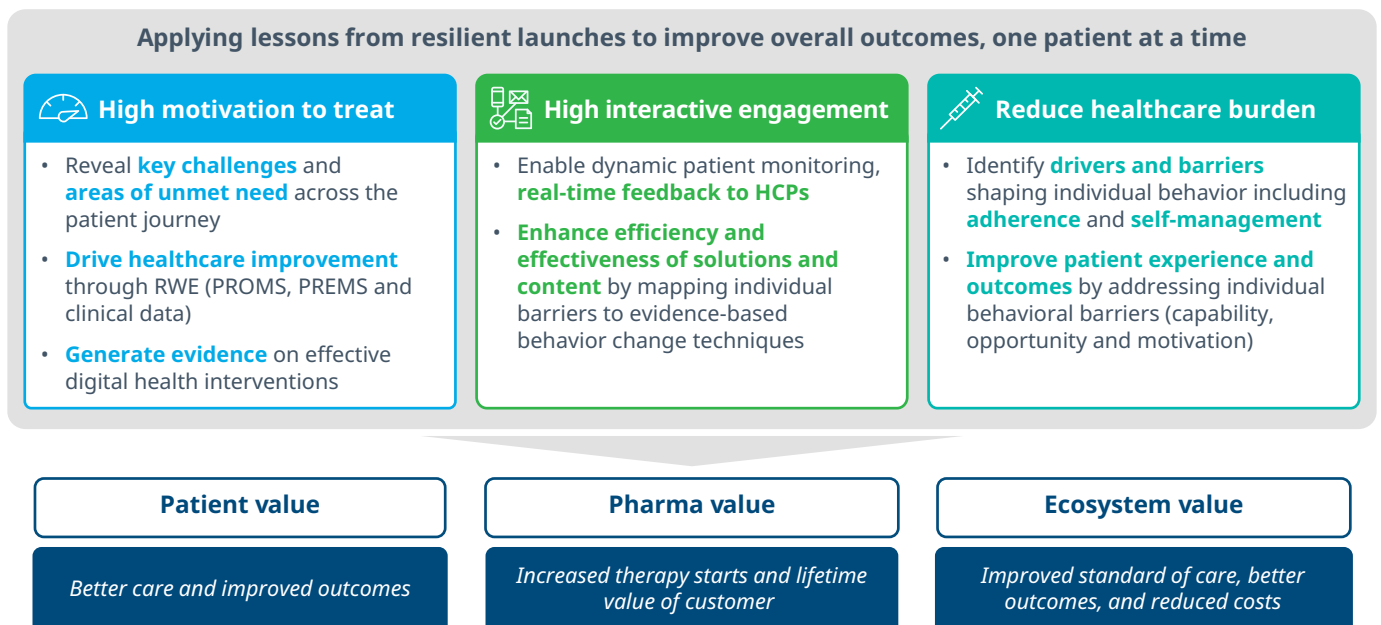 Applying lessons from resilient launches to improve overall outcomes, one patient at a time
High motivation to treat
• Reveal key challenges and
areas of unmet need across the
patient journey
• Drive healthcare improvement
through RWE (PROMS, PREMS and
clinical data)
• Generate evidence on effective
digital health interventions
High interactive engagement
• Enable dynamic patient monitoring,
real-time feedback to HCPs
• Enhance efficiency and
effectiveness of solutions and
content by mapping individual
barriers to evidence-based
behavior change techniques
Reduce healthcare burden
• Identify drivers and barriers
shaping individual behavior including
adherence and self-management
• Improve patient experience and
outcomes by addressing individual
behavioral barriers (capability,
opportunity and motivation)
Patient value
Better care and improved outcomes
Pharma value
Increased therapy starts and lifetime
value of customer
Ecosystem value
Improved standard of care, better
outcomes, and reduced costs